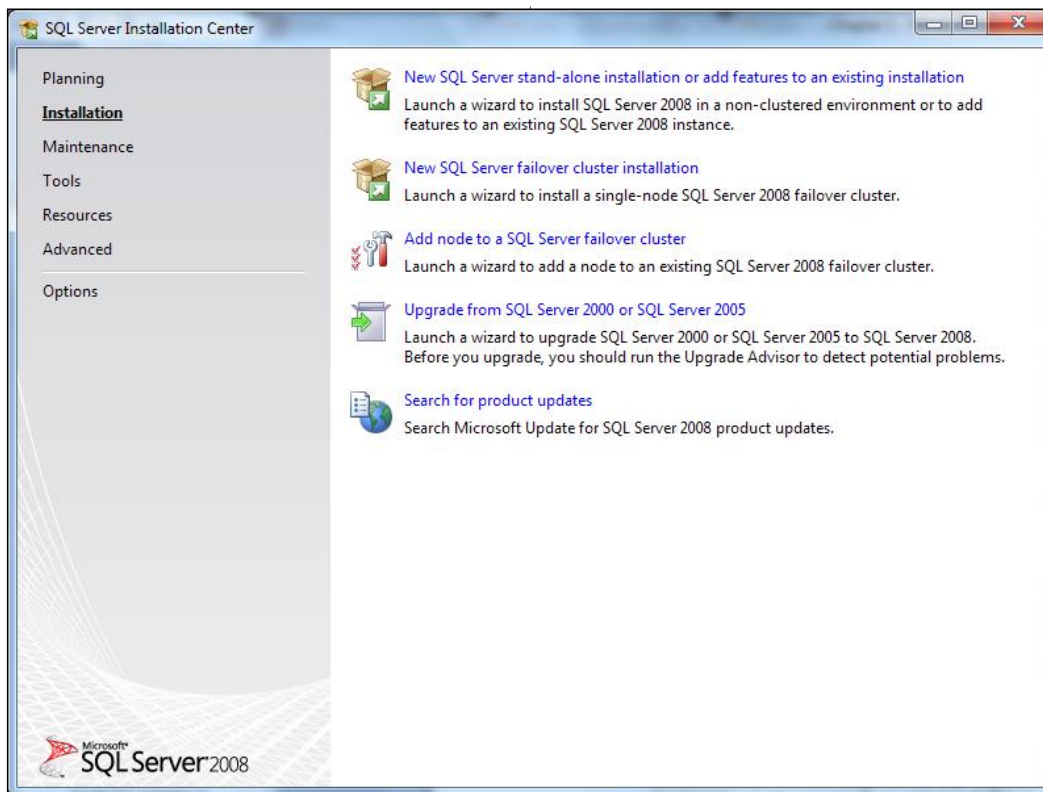 SQL Server Installation Center
Planning
Installation
Maintenance
Tools
Resources
Advanced
Options
New SQL Server stand-alone installation or add features to an existing installation
Launch a wizard to install SQL Server 2008 in a non-clustered environment or to add
features to an existing SQL Server 2008 instance.
New SQL Server failover cluster installation
Launch a wizard to install a single-node SQL Server 2008 failover cluster.
Add node to a SQL Server failover cluster
Launch a wizard to add a node to an existing SQL Server 2008 failover cluster.
Upgrade from SQL Server 2000 or SQL Server 2005
Launch a wizard to upgrade SQL Server 2000 or SQL Server 2005 to SQL Server 2008.
Before you upgrade, you should run the Upgrade Advisor to detect potential problems.
Search for product updates
Search Microsoft Update for SQL Server 2008 product updates.
Microsoft®
SQL Server 2008